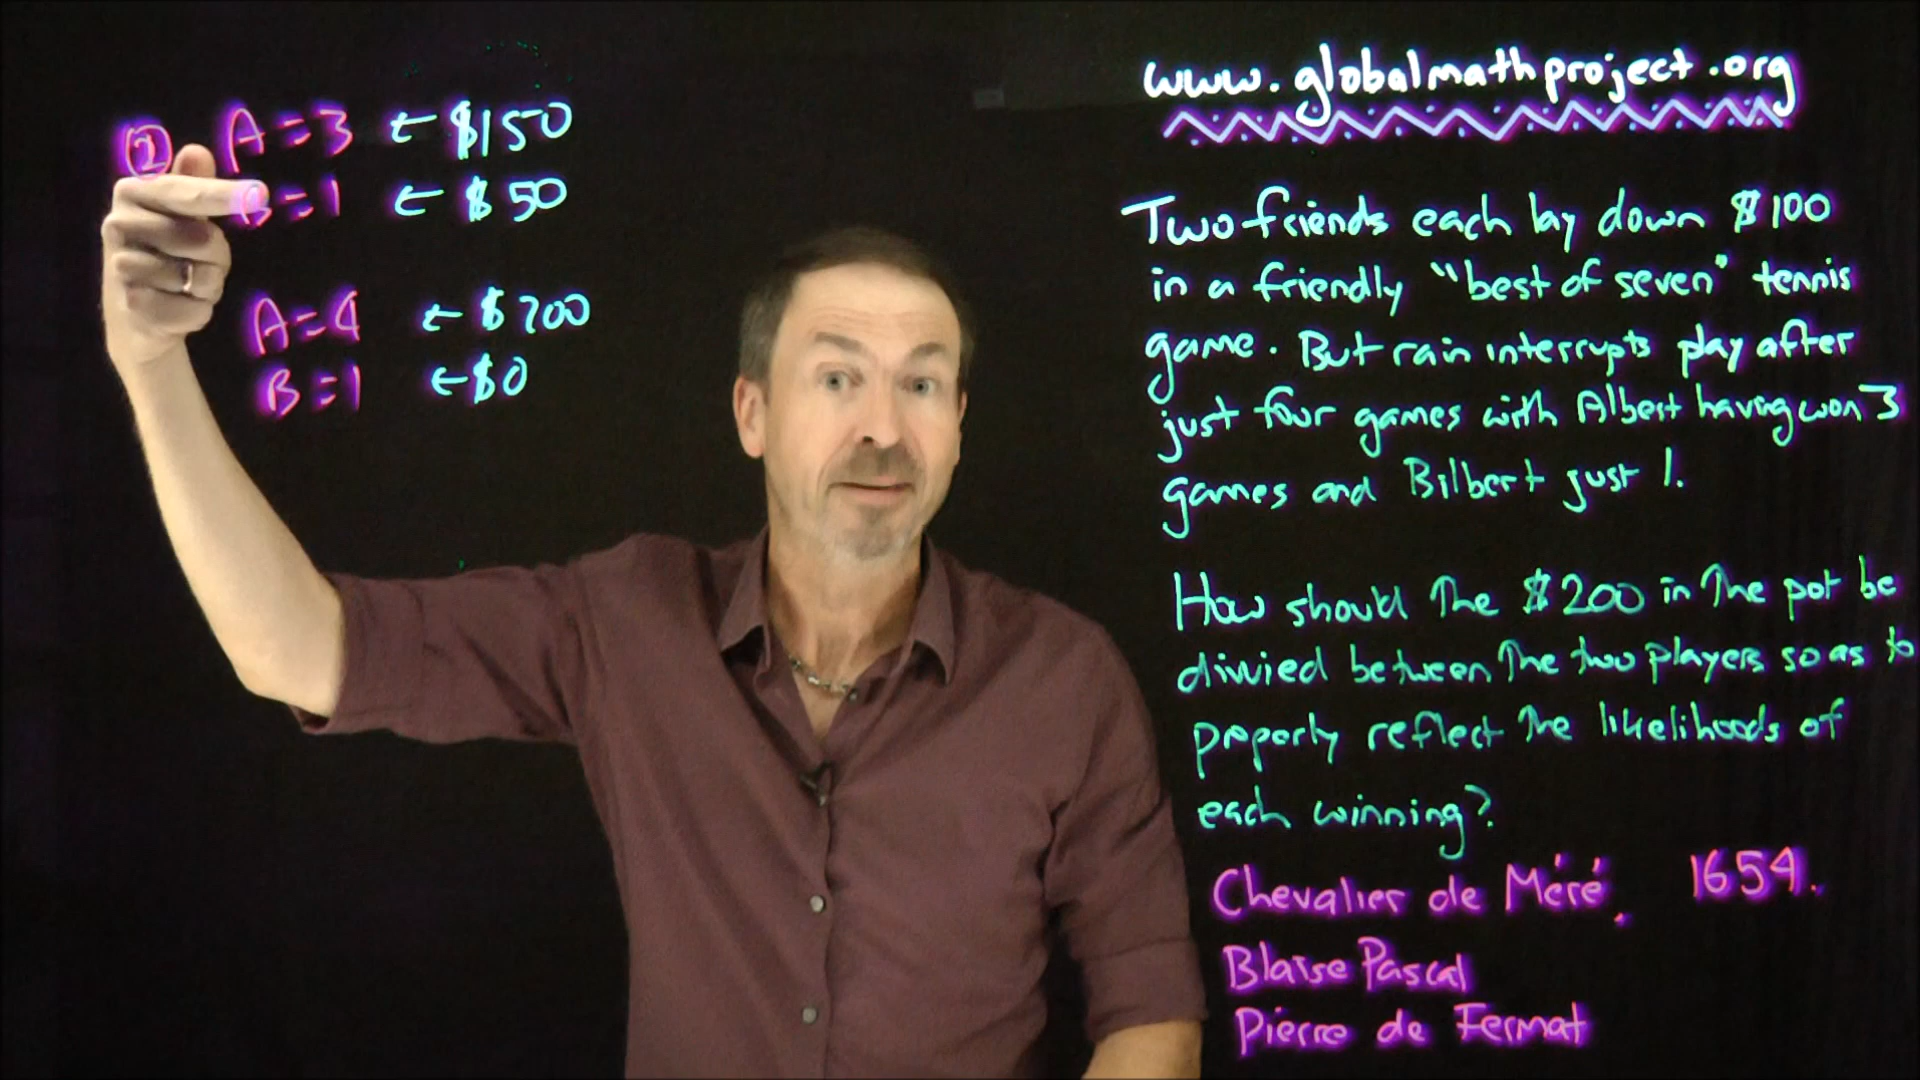 ② A=3 ← $150
B=1 ← $50
A=4 ← $200
B=1 ← $0
www.globalmathproject.org
Two friends each lay down $100
in a friendly "best of seven" tennis
game. But rain interrupts play after
just four games with Albert having won 3
games and Bilbert just 1.
How should the $200 in the pot be
divvied between the two players so as to
properly reflect the likelihoods of
each winning?
Chevalier de Méré, 1654.
Blaise Pascal
Pierre de Fermat